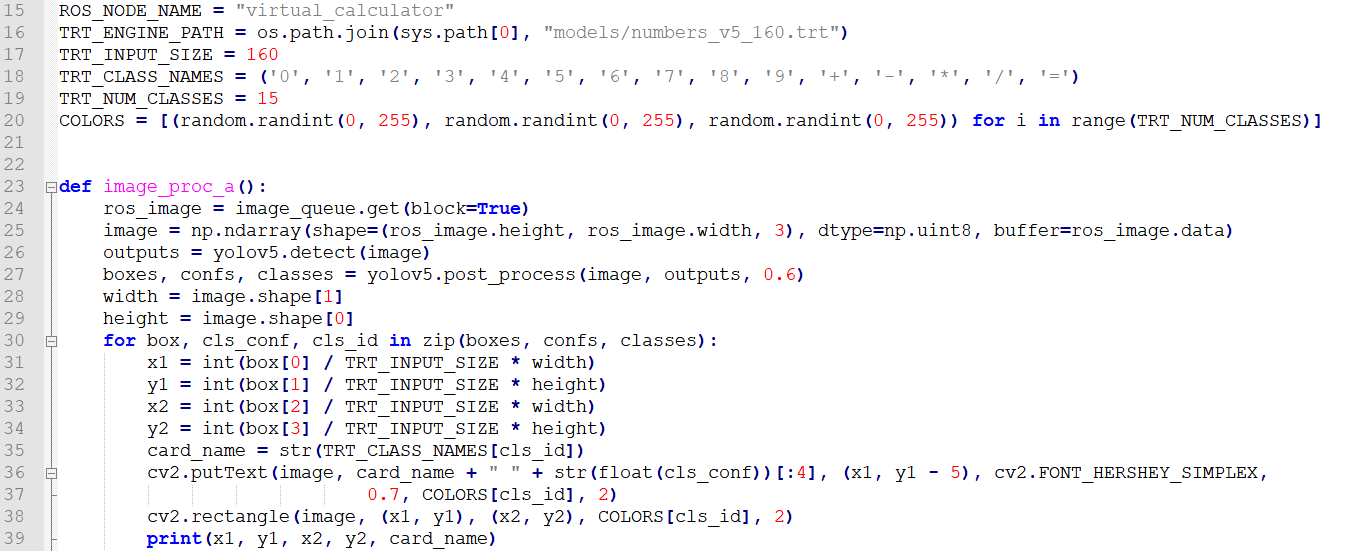 15 ROS_NODE_NAME = "virtual_calculator"
16 TRT_ENGINE_PATH = os.path.join(sys.path[0], "models/numbers_v5_160.trt")
17 TRT_INPUT_SIZE = 160
18 TRT_CLASS_NAMES = ('0', '1', '2', '3', '4', '5', '6', '7', '8', '9', '+', '-', '*', '/', '=')
19 TRT_NUM_CLASSES = 15
20 COLORS = [(random.randint(0, 255), random.randint(0, 255), random.randint(0, 255)) for i in range(TRT_NUM_CLASSES)]
21
22
23 def image_proc_a():
24     ros_image = image_queue.get(block=True)
25     image = np.ndarray(shape=(ros_image.height, ros_image.width, 3), dtype=np.uint8, buffer=ros_image.data)
26     outputs = yolov5.detect(image)
27     boxes, confs, classes = yolov5.post_process(image, outputs, 0.6)
28     width = image.shape[1]
29     height = image.shape[0]
30     for box, cls_conf, cls_id in zip(boxes, confs, classes):
31         x1 = int(box[0] / TRT_INPUT_SIZE * width)
32         y1 = int(box[1] / TRT_INPUT_SIZE * height)
33         x2 = int(box[2] / TRT_INPUT_SIZE * width)
34         y2 = int(box[3] / TRT_INPUT_SIZE * height)
35         card_name = str(TRT_CLASS_NAMES[cls_id])
36         cv2.putText(image, card_name + " " + str(float(cls_conf))[:4], (x1, y1 - 5), cv2.FONT_HERSHEY_SIMPLEX,
37                             0.7, COLORS[cls_id], 2)
38         cv2.rectangle(image, (x1, y1), (x2, y2), COLORS[cls_id], 2)
39         print(x1, y1, x2, y2, card_name)